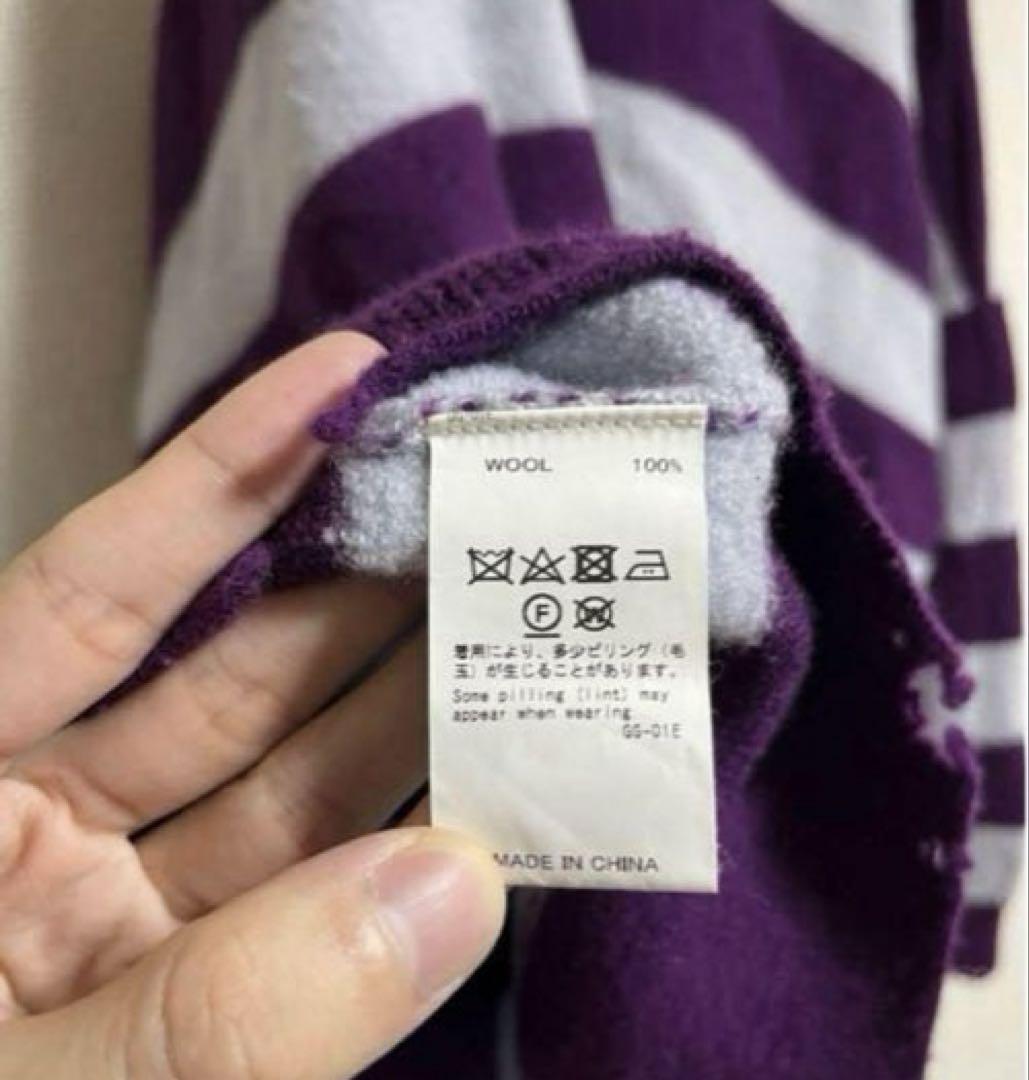 WOOL 100%
F W
着用により、多少ピリング（毛
玉）が生じることがあります。
Some pilling (lint) may
appear when wearing
GG-01E
MADE IN CHINA